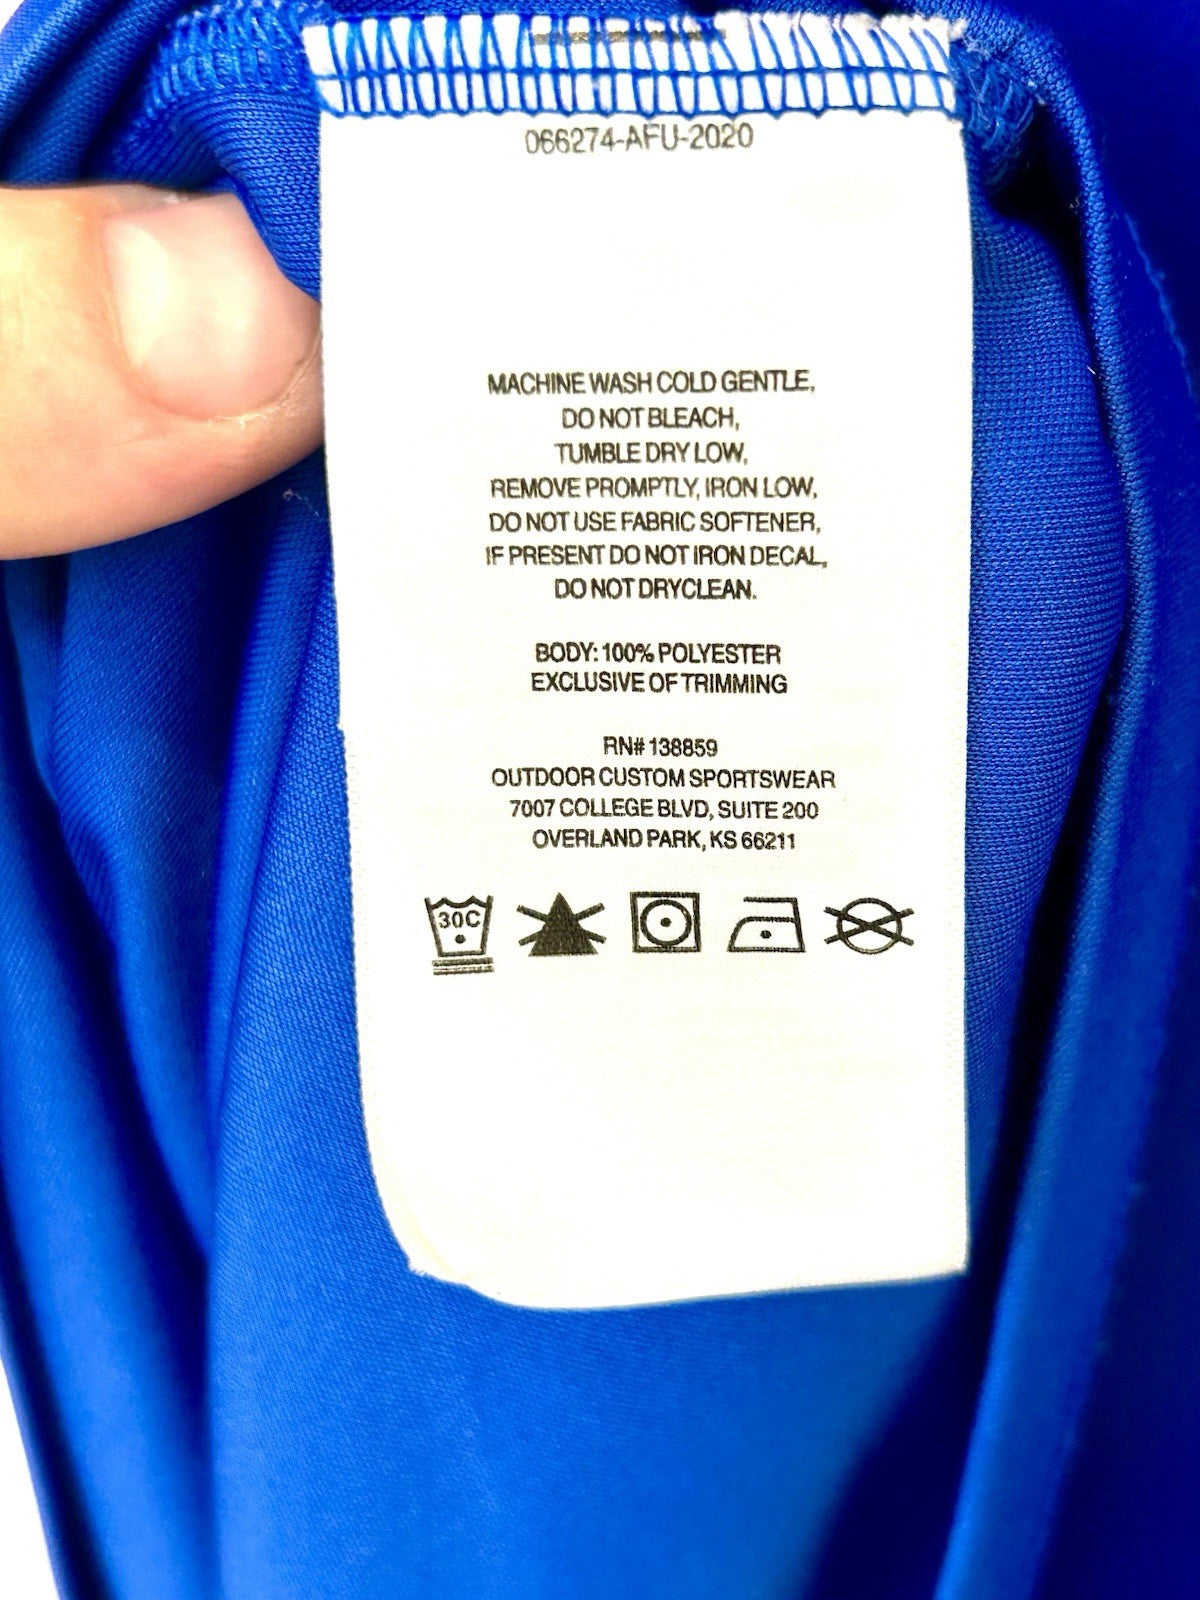 066274-AFU-2020
MACHINE WASH COLD GENTLE,
DO NOT BLEACH,
TUMBLE DRY LOW,
REMOVE PROMPTLY, IRON LOW,
DO NOT USE FABRIC SOFTENER,
IF PRESENT DO NOT IRON DECAL,
DO NOT DRYCLEAN.
BODY: 100% POLYESTER
EXCLUSIVE OF TRIMMING
RN# 138859
OUTDOOR CUSTOM SPORTSWEAR
7007 COLLEGE BLVD, SUITE 200
OVERLAND PARK, KS 66211
30C